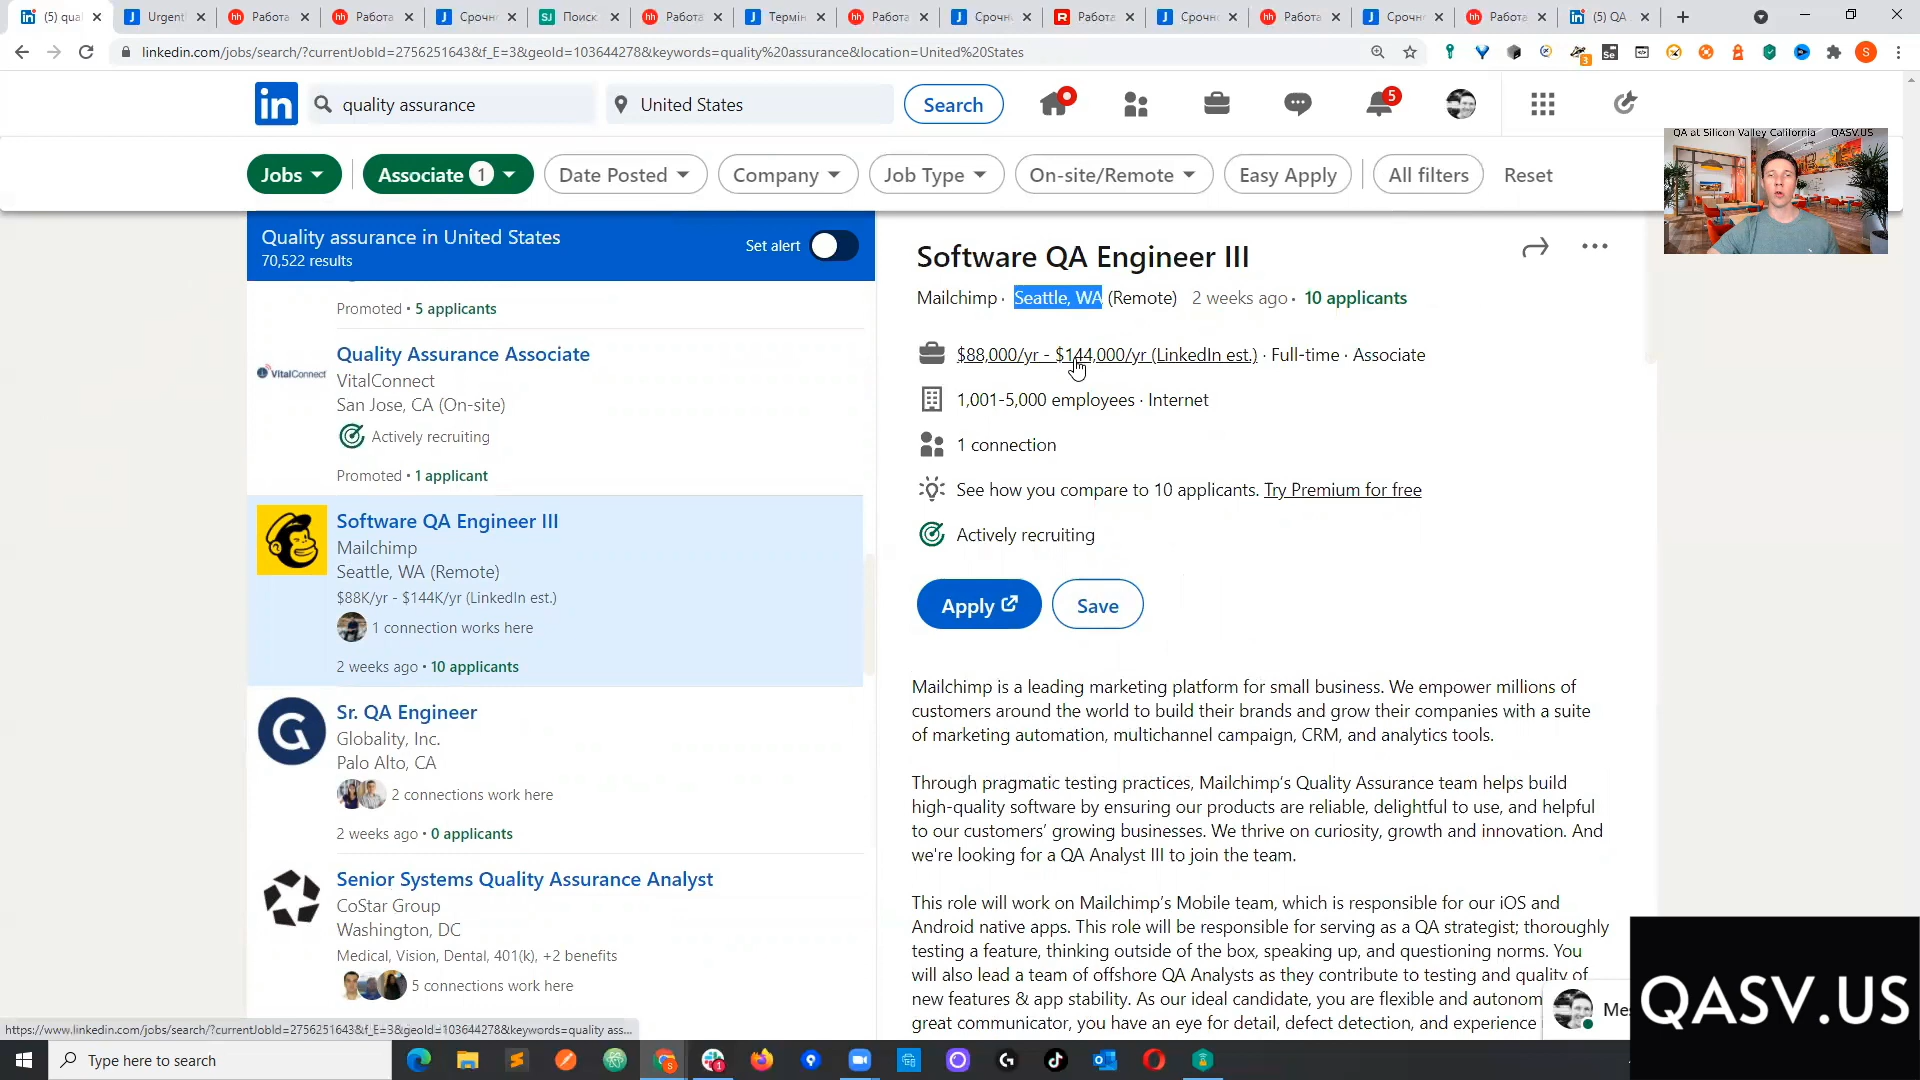 (5) qual
Urgent!
Работа
Работа
Срочн
Поиск
Работа
Термін
Работа
Срочн
Работа
Срочн
Работа
Срочн
Работа
(5) QA
linkedin.com/jobs/search/?currentJobId=2756251643&f_E=3&geoId=103644278&keywords=quality%20assurance&location=United%20States
3
S
in
quality assurance
United States
Search
5
QA at Silicon Valley California QASV.US
Jobs
Associate 1
Date Posted
Company
Job Type
On-site/Remote
Easy Apply
All filters
Reset
Quality assurance in United States
70,522 results
Set alert
Promoted • 5 applicants
VitalConnect
Quality Assurance Associate
VitalConnect
San Jose, CA (On-site)
Actively recruiting
Promoted • 1 applicant
Software QA Engineer III
Mailchimp
Seattle, WA (Remote)
$88K/yr - $144K/yr (LinkedIn est.)
1 connection works here
2 weeks ago • 10 applicants
G
Sr. QA Engineer
Globality, Inc.
Palo Alto, CA
2 connections work here
2 weeks ago • 0 applicants
Senior Systems Quality Assurance Analyst
CoStar Group
Washington, DC
Medical, Vision, Dental, 401(k), +2 benefits
5 connections work here
Software QA Engineer III
Mailchimp · Seattle, WA (Remote) 2 weeks ago · 10 applicants
$88,000/yr - $144,000/yr (LinkedIn est.) · Full-time · Associate
1,001-5,000 employees · Internet
1 connection
See how you compare to 10 applicants. Try Premium for free
Actively recruiting
Apply
Save
Mailchimp is a leading marketing platform for small business. We empower millions of
customers around the world to build their brands and grow their companies with a suite
of marketing automation, multichannel campaign, CRM, and analytics tools.
Through pragmatic testing practices, Mailchimp's Quality Assurance team helps build
high-quality software by ensuring our products are reliable, delightful to use, and helpful
to our customers' growing businesses. We thrive on curiosity, growth and innovation. And
we're looking for a QA Analyst III to join the team.
This role will work on Mailchimp's Mobile team, which is responsible for our iOS and
Android native apps. This role will be responsible for serving as a QA strategist; thoroughly
testing a feature, thinking outside of the box, speaking up, and questioning norms. You
will also lead a team of offshore QA Analysts as they contribute to testing and quality of
new features & app stability. As our ideal candidate, you are flexible and autonom
great communicator, you have an eye for detail, defect detection, and experience
Mes
QASV.US
https://www.linkedin.com/jobs/search/?currentJobId=2756251643&f_E=3&geoId=103644278&keywords=quality ass...
Type here to search